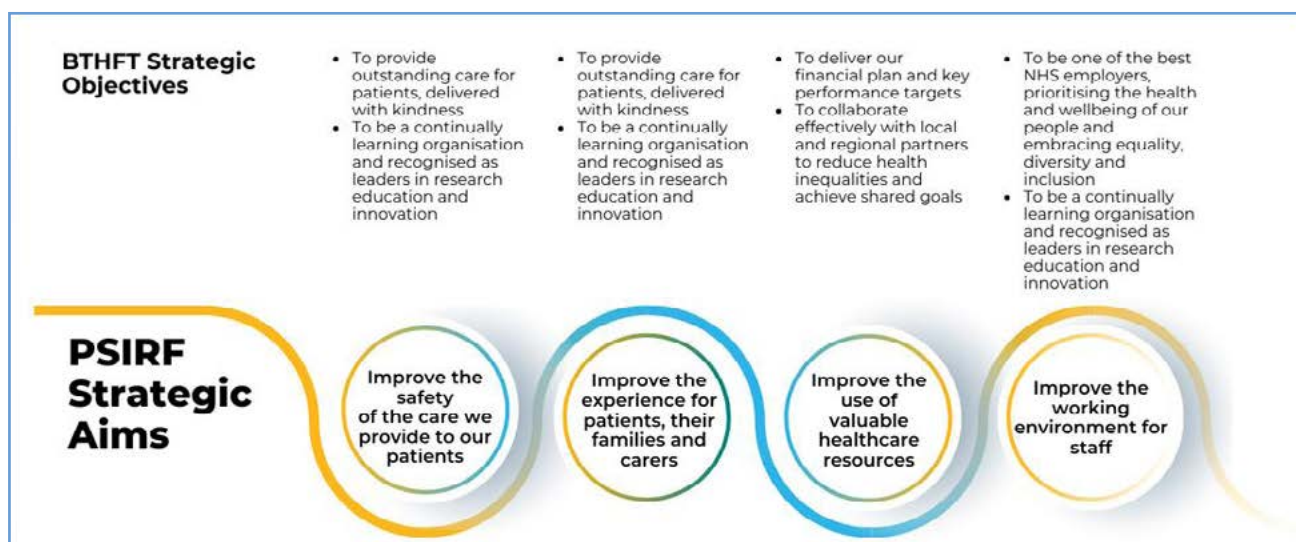 BTHFT Strategic
Objectives
• To provide
outstanding care for
patients, delivered
with kindness
• To be a continually
learning organisation
and recognised as
leaders in research
education and
innovation
• To provide
outstanding care for
patients, delivered
with kindness
• To be a continually
learning organisation
and recognised as
leaders in research
education and
innovation
• To deliver our
financial plan and key
performance targets
• To collaborate
effectively with local
and regional partners
to reduce health
inequalities and
achieve shared goals
• To be one of the best
NHS employers,
prioritising the health
and wellbeing of our
people and
embracing equality,
diversity and
inclusion
• To be a continually
learning organisation
and recognised as
leaders in research
education and
innovation
PSIRF
Strategic
Aims
Improve the
safety
of the care we
provide to our
patients
Improve the
experience for
patients, their
families and
carers
Improve the
use of
valuable
healthcare
resources
Improve the
working
environment for
staff